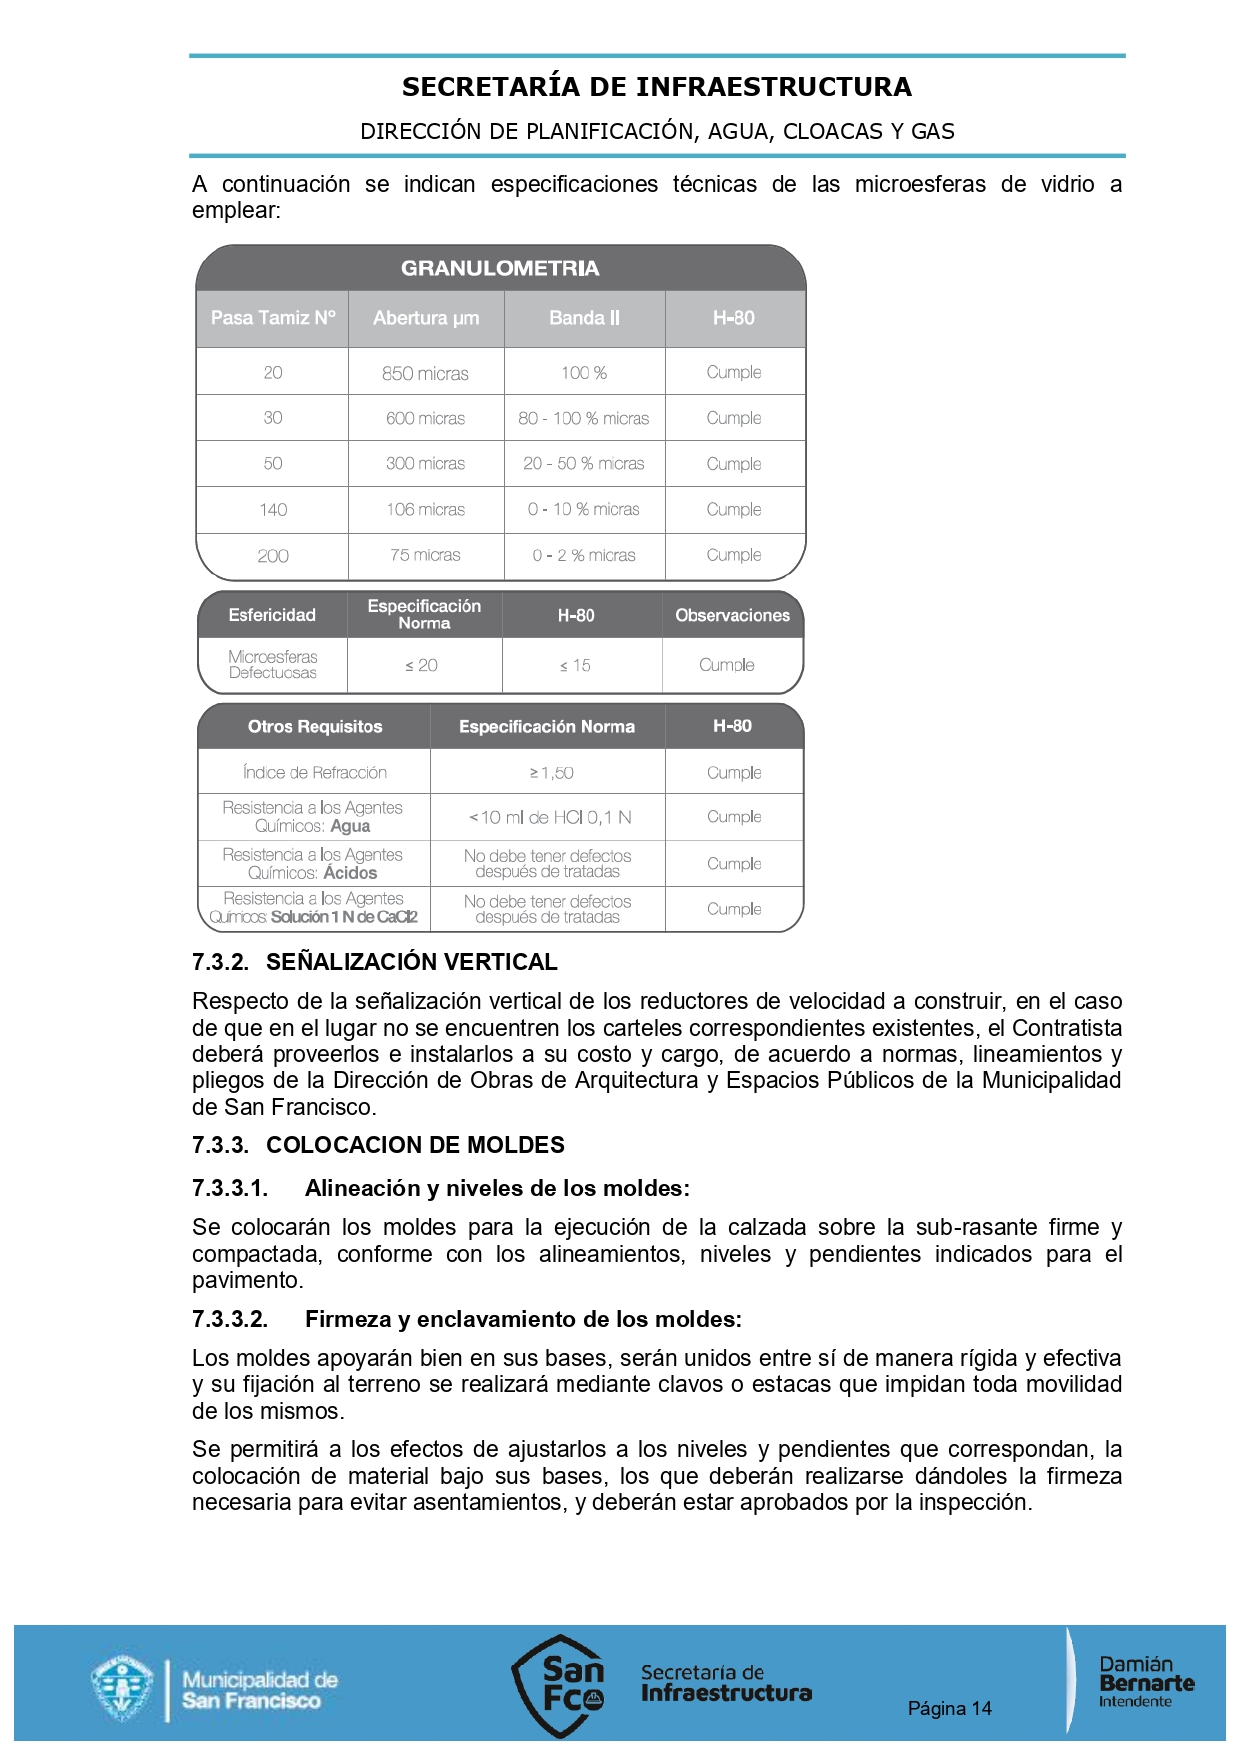 SECRETARÍA DE INFRAESTRUCTURA
DIRECCIÓN DE PLANIFICACIÓN, AGUA, CLOACAS Y GAS
A continuación se indican especificaciones técnicas de las microesferas de vidrio a
emplear:
GRANULOMETRIA
Pasa Tamiz Nº Abertura µm Banda II H-80
20 850 micras 100 % Cumple
30 600 micras 80 - 100 % micras Cumple
50 300 micras 20 - 50 % micras Cumple
140 106 micras 0 - 10 % micras Cumple
200 75 micras 0 - 2 % micras Cumple
Esfericidad Especificación Norma H-80 Observaciones
Microesferas Defectuosas ≤ 20 ≤ 15 Cumple
Otros Requisitos Especificación Norma H-80
Índice de Refracción ≥ 1,50 Cumple
Resistencia a los Agentes Químicos: Agua < 10 ml de HCl 0,1 N Cumple
Resistencia a los Agentes Químicos: Ácidos No debe tener defectos después de tratadas Cumple
Resistencia a los Agentes Químicos: Solución 1 N de CaCl2 No debe tener defectos después de tratadas Cumple
7.3.2. SEÑALIZACIÓN VERTICAL
Respecto de la señalización vertical de los reductores de velocidad a construir, en el caso
de que en el lugar no se encuentren los carteles correspondientes existentes, el Contratista
deberá proveerlos e instalarlos a su costo y cargo, de acuerdo a normas, lineamientos y
pliegos de la Dirección de Obras de Arquitectura y Espacios Públicos de la Municipalidad
de San Francisco.
7.3.3. COLOCACION DE MOLDES
7.3.3.1. Alineación y niveles de los moldes:
Se colocarán los moldes para la ejecución de la calzada sobre la sub-rasante firme y
compactada, conforme con los alineamientos, niveles y pendientes indicados para el
pavimento.
7.3.3.2. Firmeza y enclavamiento de los moldes:
Los moldes apoyarán bien en sus bases, serán unidos entre sí de manera rígida y efectiva
y su fijación al terreno se realizará mediante clavos o estacas que impidan toda movilidad
de los mismos.
Se permitirá a los efectos de ajustarlos a los niveles y pendientes que correspondan, la
colocación de material bajo sus bases, los que deberán realizarse dándoles la firmeza
necesaria para evitar asentamientos, y deberán estar aprobados por la inspección.
Municipalidad de
San Francisco
San
Fco
Secretaría de
Infraestructura
Página 14
Damián
Bernarte
Intendente